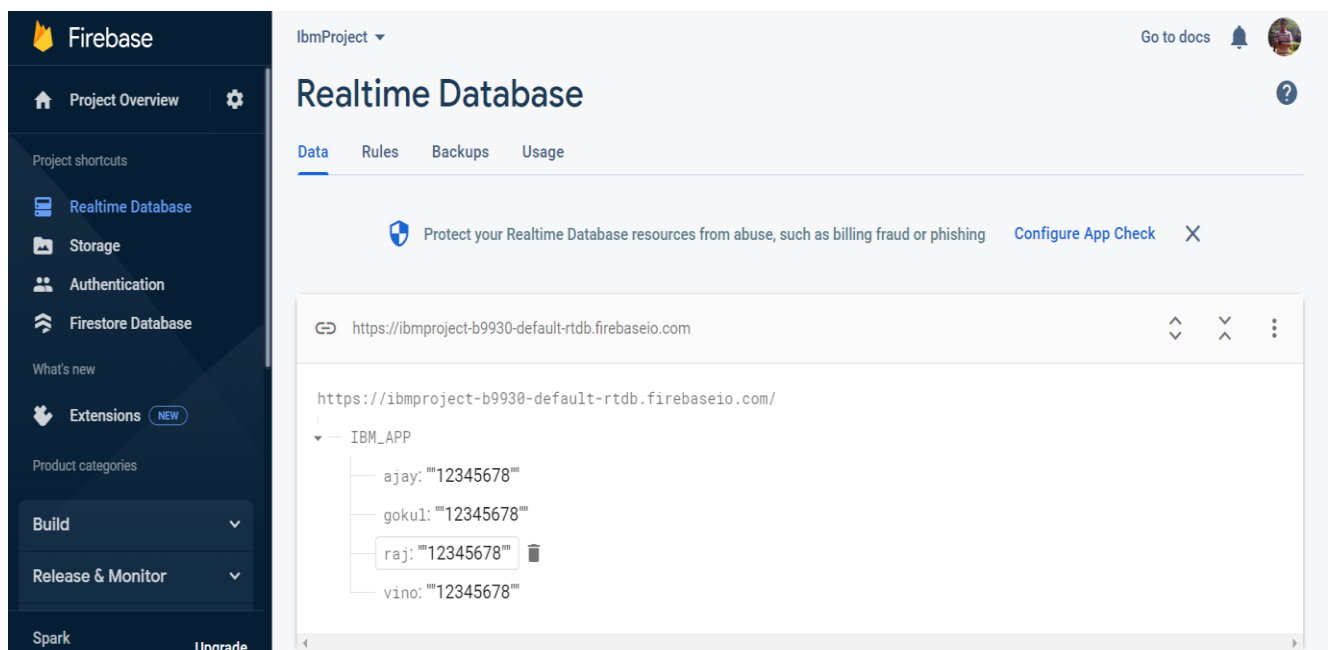 Firebase
Project Overview
Project shortcuts
Realtime Database
Storage
Authentication
Firestore Database
What's new
Extensions NEW
Product categories
Build
Release & Monitor
Spark
Upgrade
IbmProject
Go to docs
Realtime Database
Data Rules Backups Usage
Protect your Realtime Database resources from abuse, such as billing fraud or phishing Configure App Check
https://ibmproject-b9930-default-rtdb.firebaseio.com
https://ibmproject-b9930-default-rtdb.firebaseio.com/
IBM_APP
ajay: ""12345678""
gokul: ""12345678""
raj: ""12345678""
vino: ""12345678""